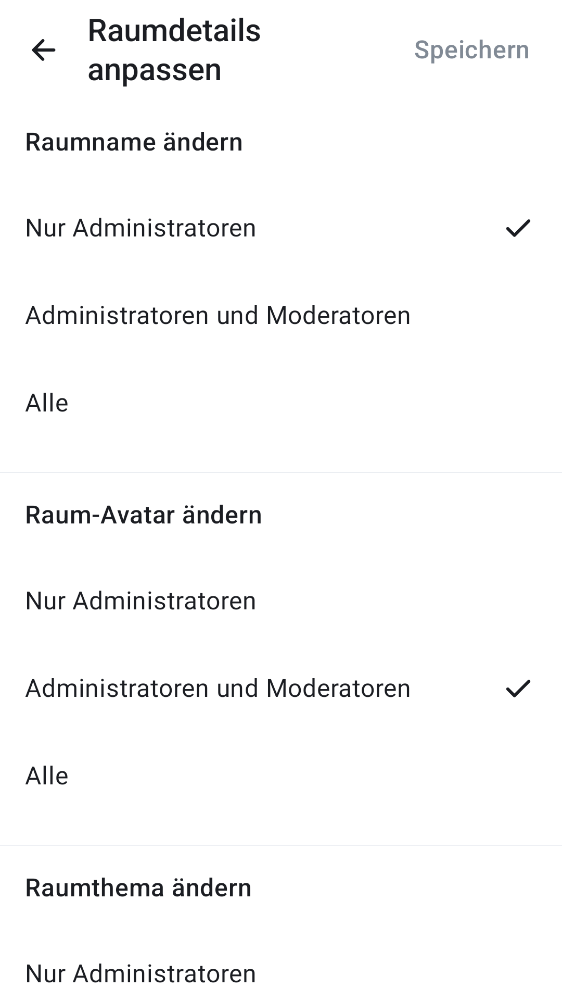 Raumdetails
anpassen
Speichern
Raumname ändern
Nur Administratoren
Administratoren und Moderatoren
Alle
Raum-Avatar ändern
Nur Administratoren
Administratoren und Moderatoren
Alle
Raumthema ändern
Nur Administratoren